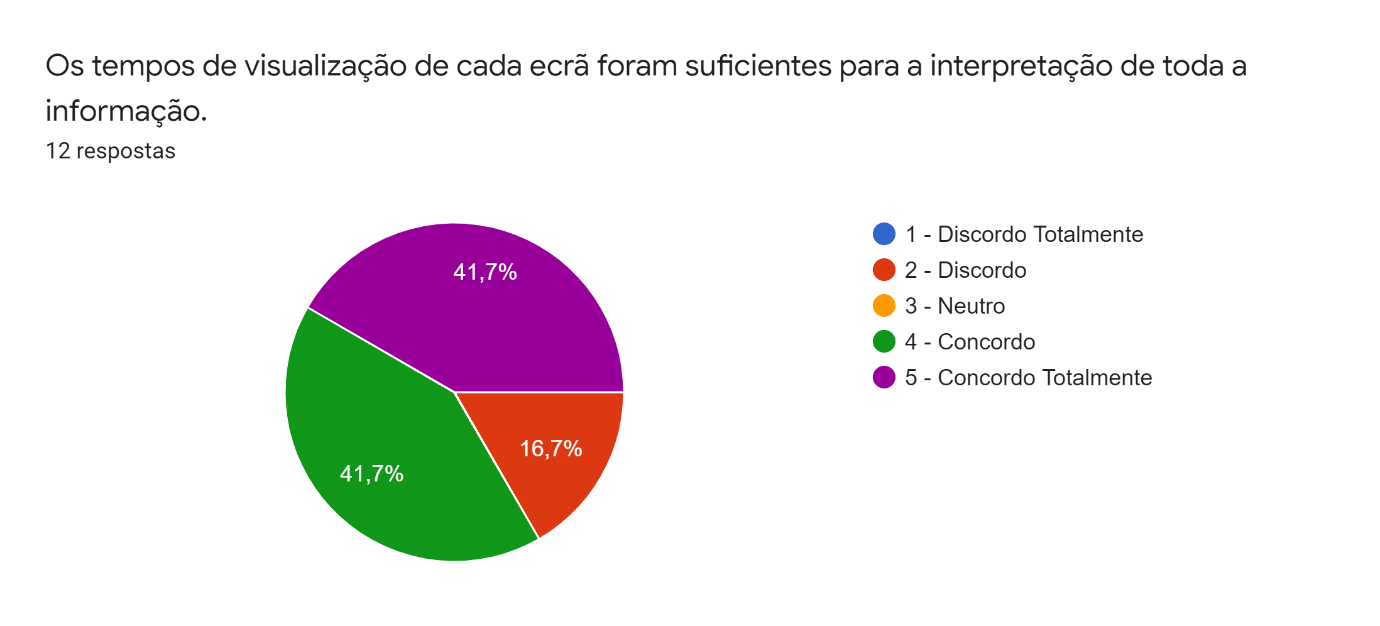 Os tempos de visualização de cada ecrã foram suficientes para a interpretação de toda a
informação.
12 respostas
41,7%
16,7%
41,7%
1 - Discordo Totalmente
2 - Discordo
3 - Neutro
4 - Concordo
5 - Concordo Totalmente